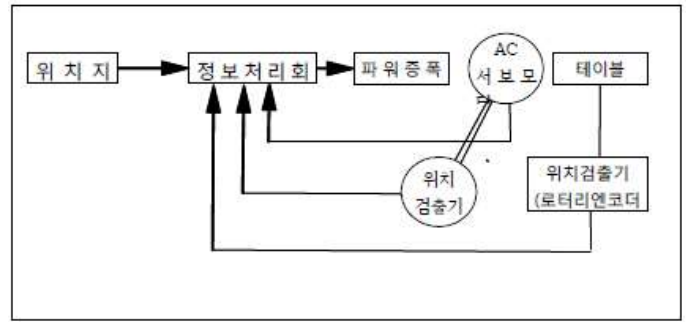 위 치 지
정 보 처 리 회
파 워 증 폭
AC
서 보 모
테이블
위치
검출기
위치검출기
(로터리엔코더